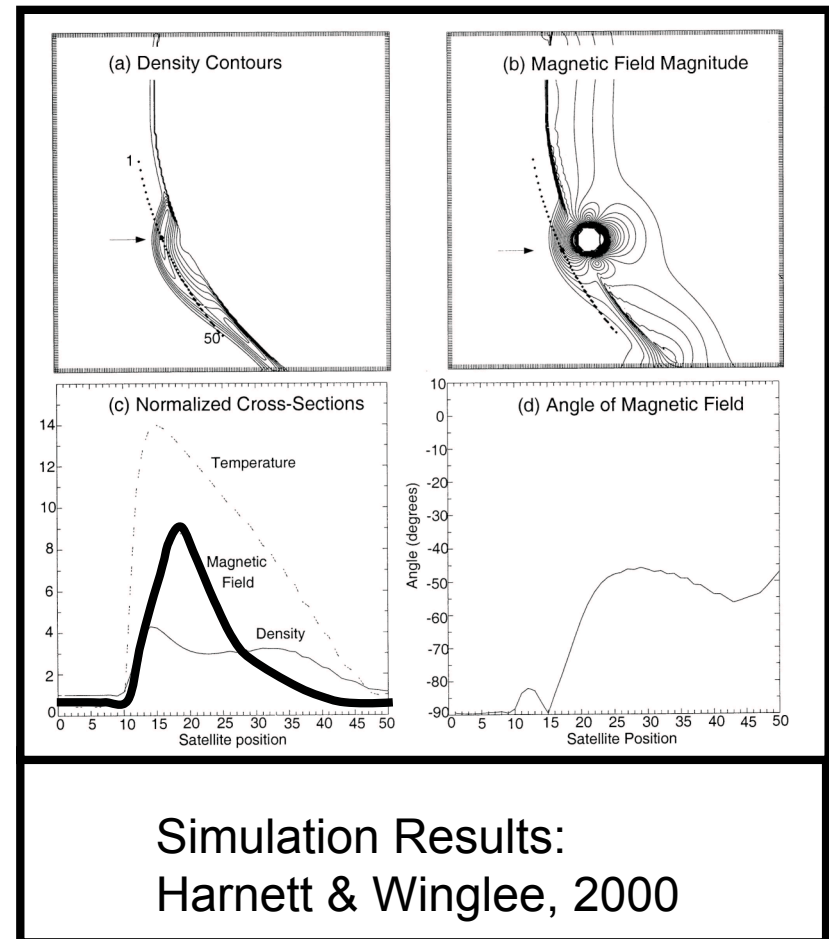 (a) Density Contours
1
50
(b) Magnetic Field Magnitude
(c) Normalized Cross-Sections
14
12
10
8
6
4
2
0
Temperature
Magnetic
Field
Density
0 5 10 15 20 25 30 35 40 45 50
Satellite position
(d) Angle of Magnetic Field
10
0
-10
-20
-30
-40
-50
-60
-70
-80
-90
Angle (degrees)
0 5 10 15 20 25 30 35 40 45 50
Satellite Position
Simulation Results:
Harnett & Winglee, 2000